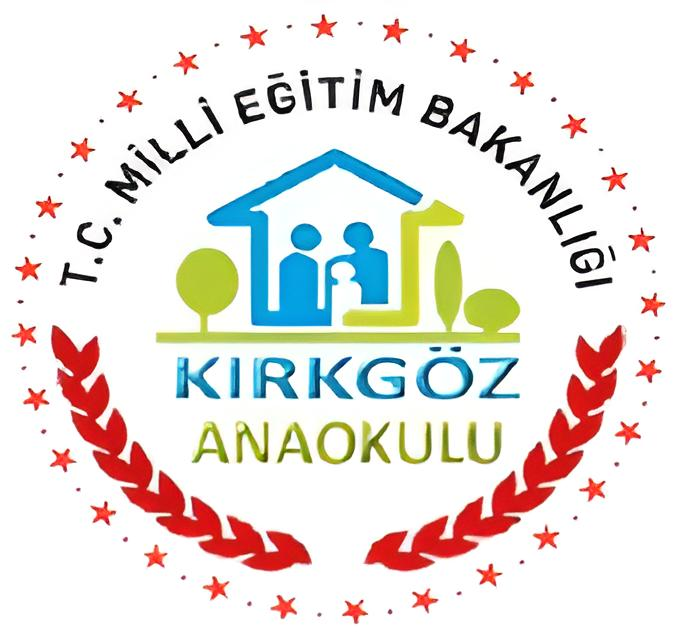 T.C. MİLLİ EĞİTİM BAKANLIĞI
KIRKGÖZ
ANAOKULU